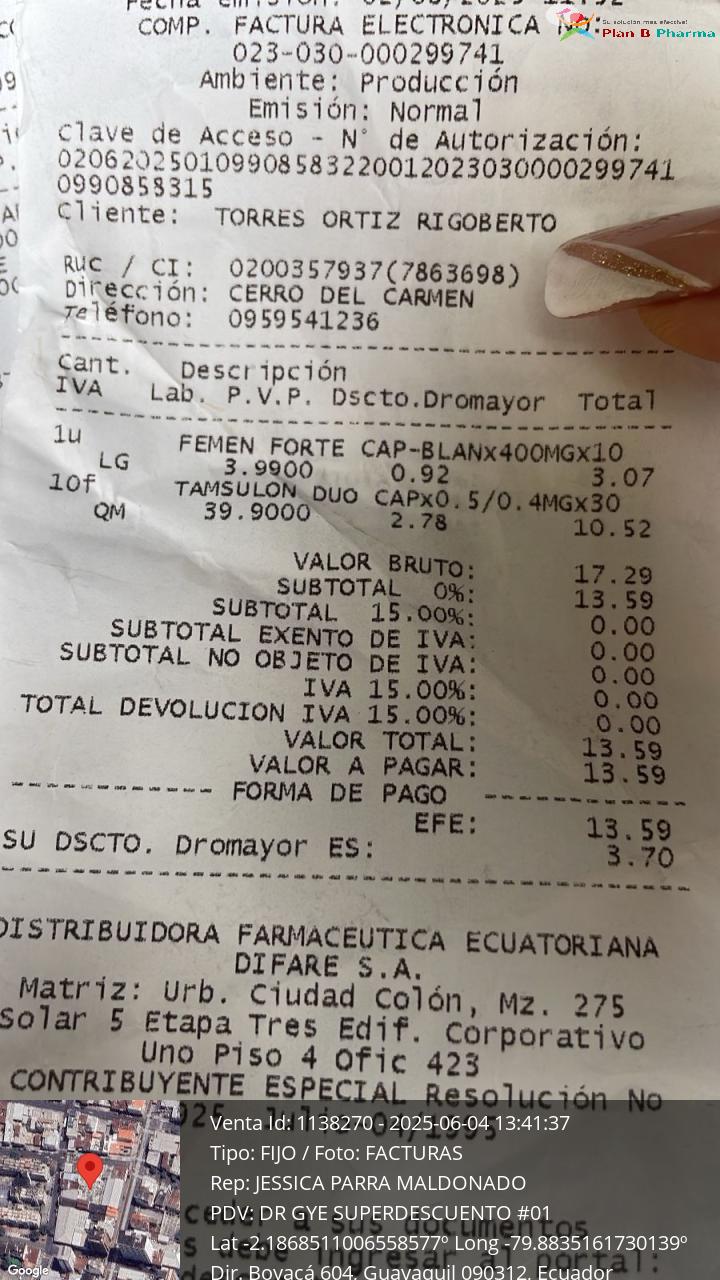 COMP. FACTURA ELECTRONICA
Su solución mas efectiva!
Plan B Pharma
023-030-000299741
Ambiente: Producción
Emisión: Normal
Clave de Acceso - N° de Autorización:
020620250109908583220012023030000299741
0990858315
Cliente: TORRES ORTIZ RIGOBERTO
Ruc / CI: 0200357937(7863698)
Dirección: CERRO DEL CARMEN
Teléfono: 0959541236
Cant. Descripción
IVA Lab. P.V.P. Dscto.Dromayor Total
1u FEMEN FORTE CAP-BLANx400MGx10
LG 3.9900 0.92 3.07
10f TAMSULON DUO CAPx0.5/0.4MGx30
QM 39.9000 2.78 10.52
VALOR BRUTO: 17.29
SUBTOTAL 0%: 13.59
SUBTOTAL 15.00%: 0.00
SUBTOTAL EXENTO DE IVA: 0.00
SUBTOTAL NO OBJETO DE IVA: 0.00
IVA 15.00%: 0.00
TOTAL DEVOLUCION IVA 15.00%: 0.00
VALOR TOTAL: 13.59
VALOR A PAGAR: 13.59
FORMA DE PAGO
EFE: 13.59
SU DSCTO. Dromayor ES: 3.70
DISTRIBUIDORA FARMACEUTICA ECUATORIANA
DIFARE S.A.
Matriz: Urb. Ciudad Colón, Mz. 275
Solar 5 Etapa Tres Edif. Corporativo
Uno Piso 4 Ofic 423
CONTRIBUYENTE ESPECIAL Resolución No
Venta Id: 1138270 - 2025-06-04 13:41:37
Tipo: FIJO / Foto: FACTURAS
Rep: JESSICA PARRA MALDONADO
PDV: DR GYE SUPERDESCUENTO #01
Lat -2.1868511006558577° Long -79.8835161730139°
Dir. Boyacá 604, Guayaquil 090312, Ecuador
Google